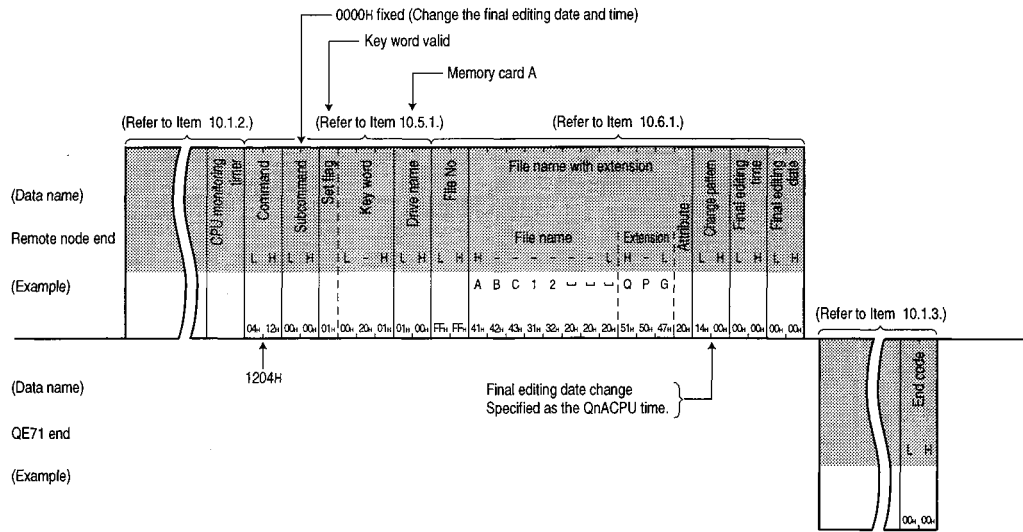 0000H fixed (Change the final editing date and time)
Key word valid
Memory card A
(Refer to Item 10.1.2.)
(Refer to Item 10.5.1.)
(Refer to Item 10.6.1.)
(Data name)
Remote node end
(Example)
CPU monitoring timer
Command
Subcommand
Set flag
Key word
Drive name
File No
File name with extension
File name
Extension
Attribute
Change pattern
Final editing time
Final editing date
L H L H L - H L H L H H - - - - - - L H - L L H L H L H
A B C 1 2 ␣ ␣ ␣ Q P G
04H 12H 00H 00H 01H 00H 20H 01H 01H 00H FFH FFH 41H 42H 43H 31H 32H 20H 20H 20H 51H 50H 47H 20H 14H 00H 00H 00H 00H 00H
1204H
Final editing date change
Specified as the QnACPU time.
(Refer to Item 10.1.3.)
(Data name)
QE71 end
(Example)
End code
L H
00H 00H